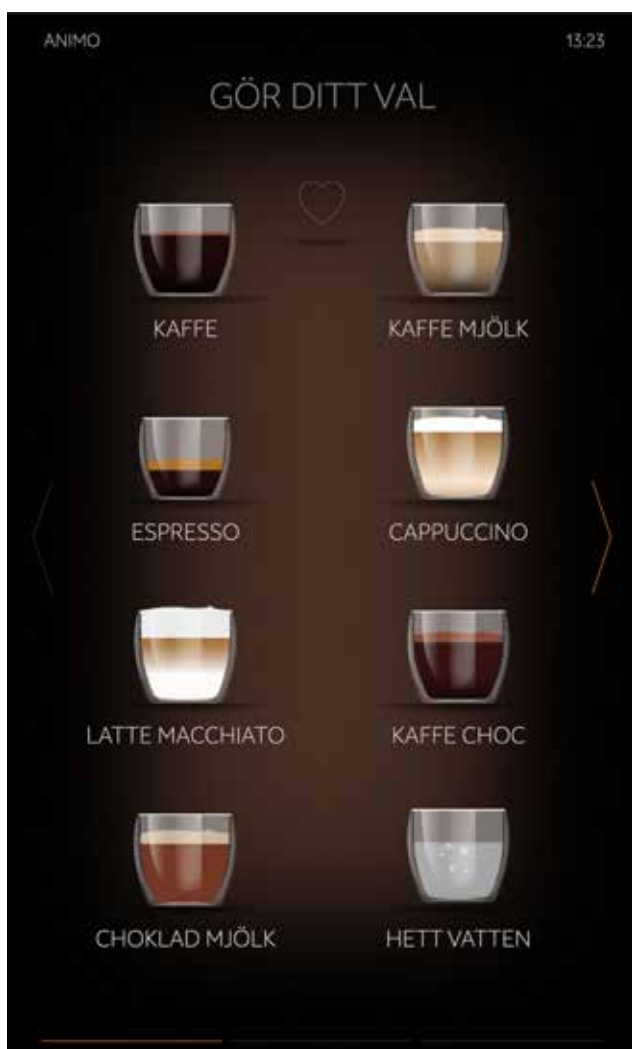 ANIMO 13:23
GÖR DITT VAL
KAFFE KAFFE MJÖLK
ESPRESSO CAPPUCCINO
LATTE MACCHIATO KAFFE CHOC
CHOKLAD MJÖLK HETT VATTEN